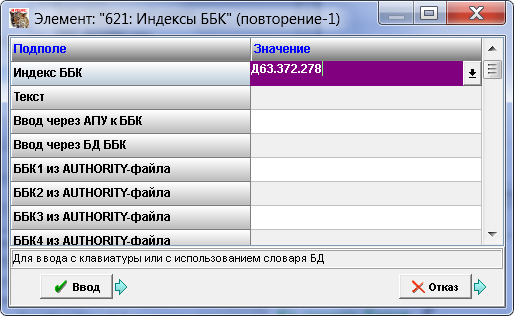 Элемент: "621: Индексы ББК" (повторение-1)
Подполе Значение
Индекс ББК Д63.372.278
Текст
Ввод через АПУ к ББК
Ввод через БД ББК
ББК1 из AUTHORITY-файла
ББК2 из AUTHORITY-файла
ББК3 из AUTHORITY-файла
ББК4 из AUTHORITY-файла
Для ввода с клавиатуры или с использованием словаря БД
Ввод Отказ